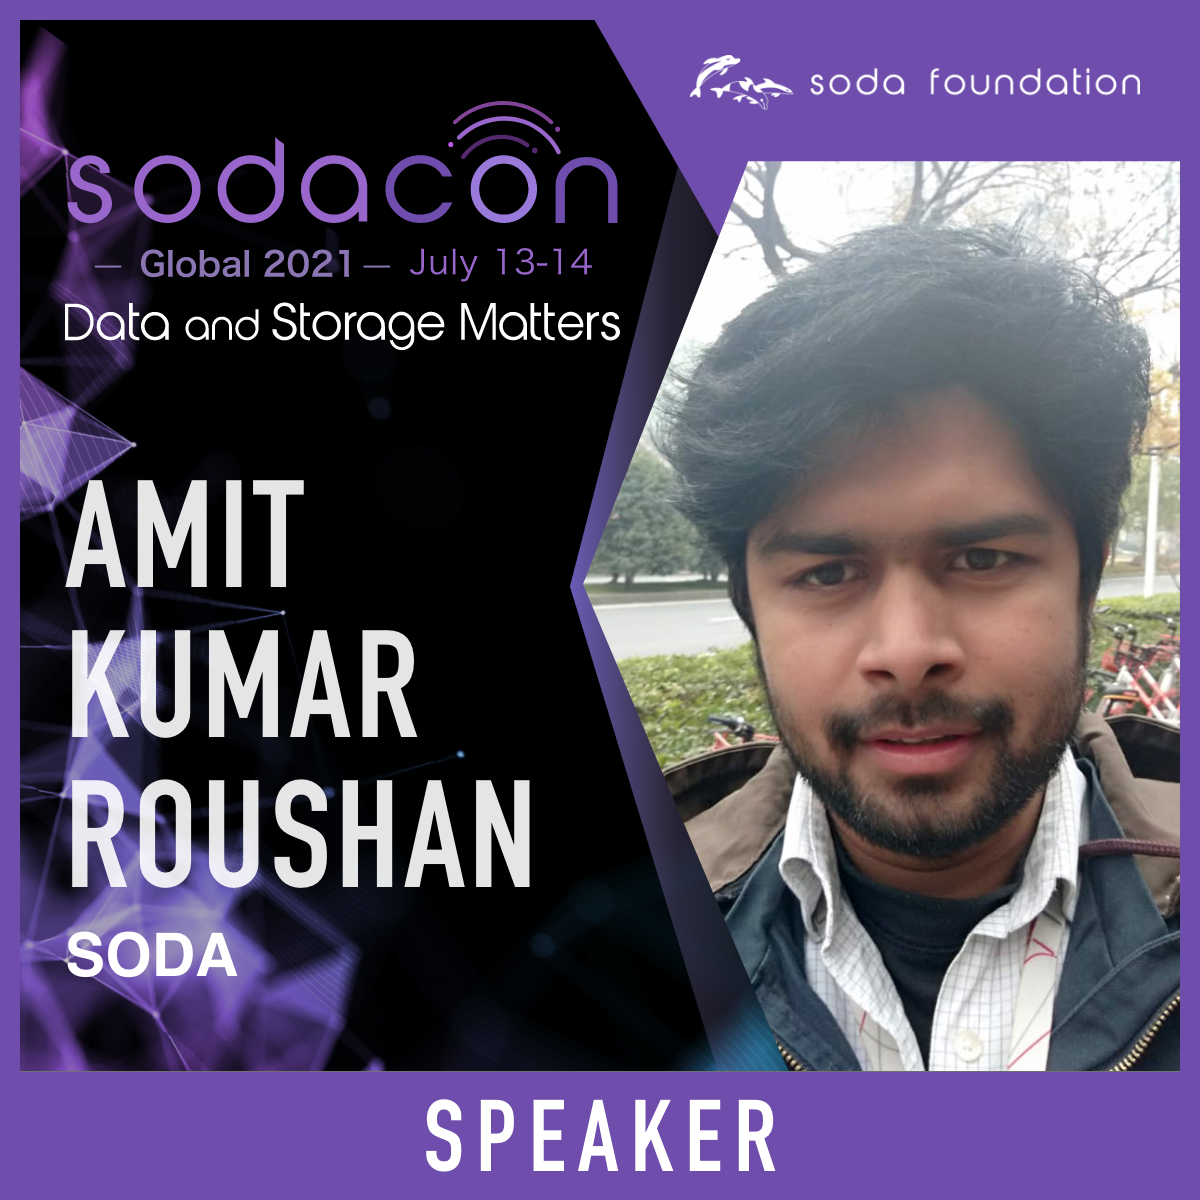 soda foundation
sodacon
— Global 2021 — July 13-14
Data and Storage Matters
AMIT
KUMAR
ROUSHAN
SODA
SPEAKER